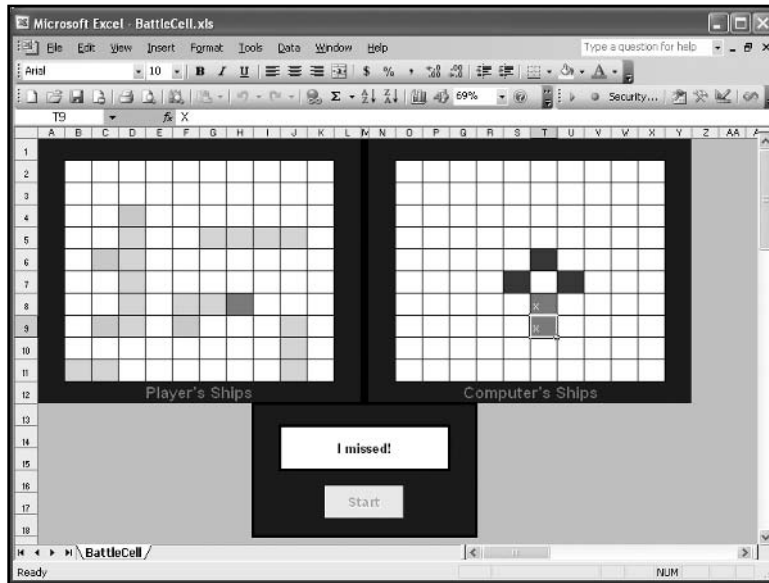 Microsoft Excel - BattleCell.xls
File Edit View Insert Format Tools Data Window Help Type a question for help
Arial 10 B I U $ % ,
Σ 69% Security...
T9 fx X
A B C D E F G H I J K L M N O P Q R S T U V W X Y Z AA
1
2
3
4
5
6
7
8 X
9 X
10
11
12 Player's Ships Computer's Ships
13
14 I missed!
15
16
17 Start
18
BattleCell
Ready NUM